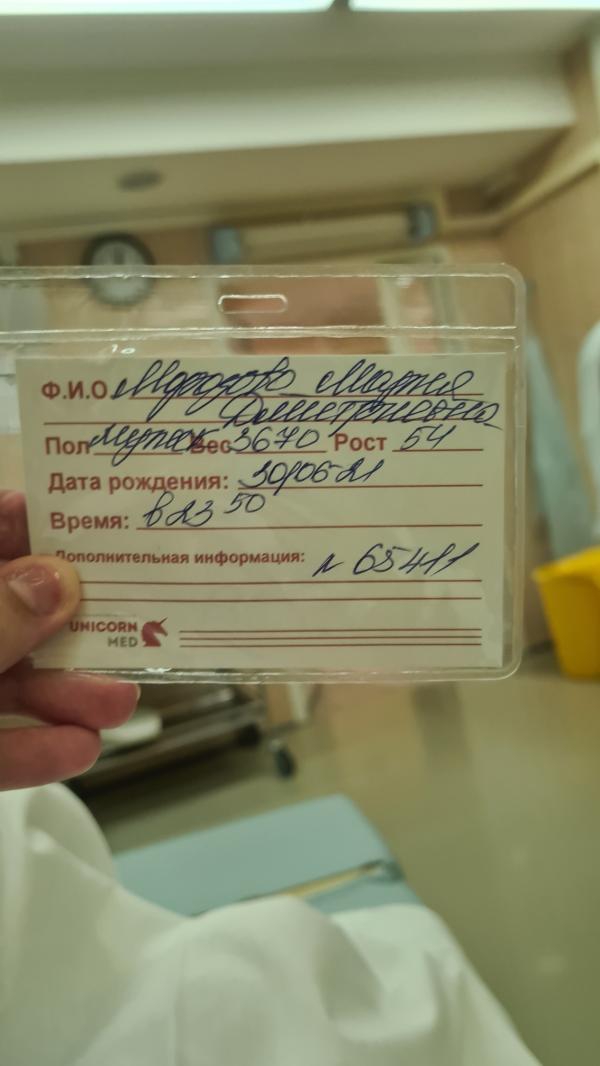 Ф.И.О. Морозова Мария
Дмитриевна
Пол мужск Вес 3670 Рост 54
Дата рождения: 30/06-21
Время: в 23 50
Дополнительная информация: 65411
UNICORN
MED